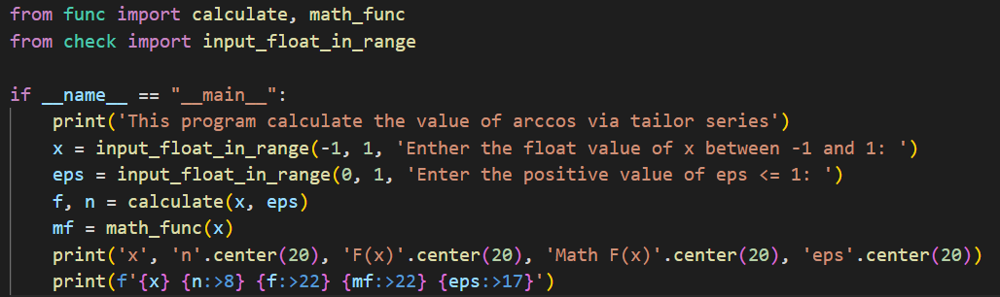 from func import calculate, math_func
from check import input_float_in_range

if __name__ == "__main__":
    print('This program calculate the value of arccos via tailor series')
    x = input_float_in_range(-1, 1, 'Enther the float value of x between -1 and 1: ')
    eps = input_float_in_range(0, 1, 'Enter the positive value of eps <= 1: ')
    f, n = calculate(x, eps)
    mf = math_func(x)
    print('x', 'n'.center(20), 'F(x)'.center(20), 'Math F(x)'.center(20), 'eps'.center(20))
    print(f'{x} {n:>8} {f:>22} {mf:>22} {eps:>17}')